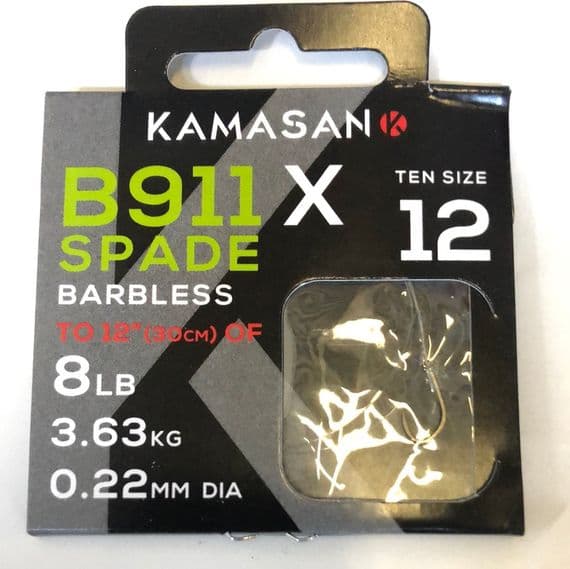 KAMASAN K
B911 X
SPADE
BARBLESS
TO 12" (30CM) OF
8LB
3.63KG
0.22MM DIA
TEN SIZE
12